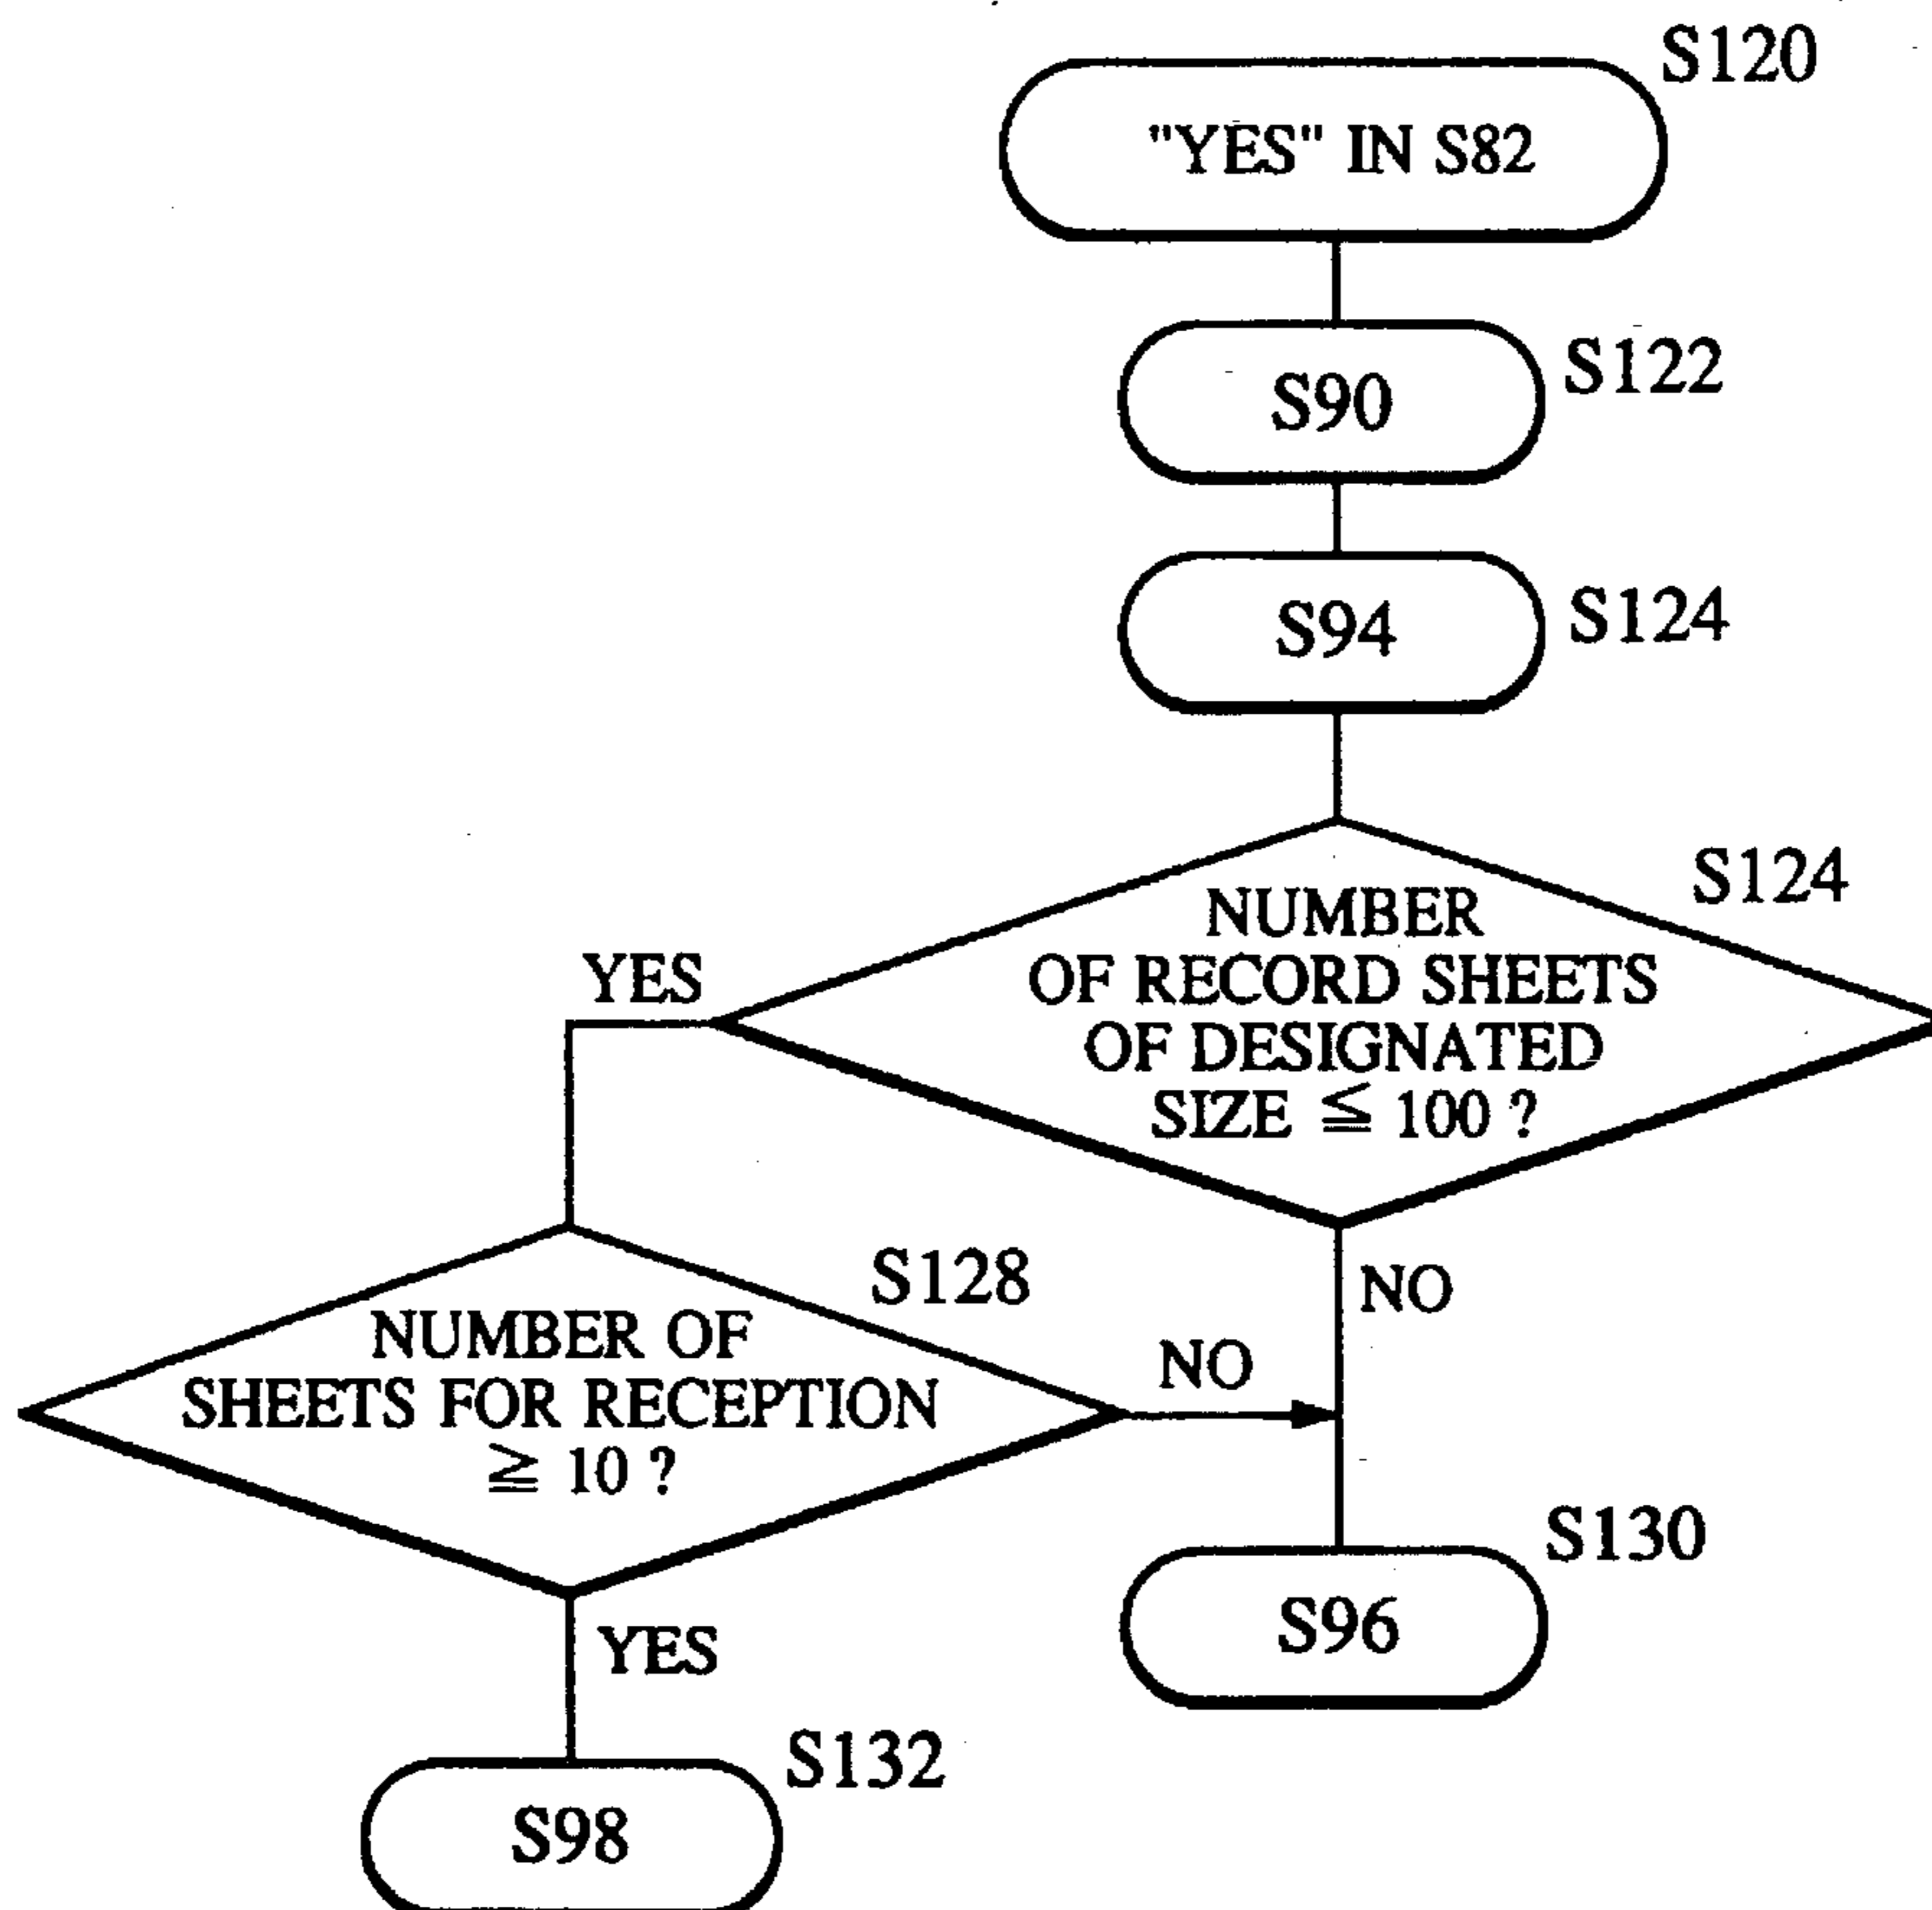 S120
"YES" IN S82
S122
S90
S124
S94
S124
NUMBER
OF RECORD SHEETS
OF DESIGNATED
SIZE ≦ 100 ?
YES
NO
S128
NUMBER OF
SHEETS FOR RECEPTION
≧ 10 ?
NO
YES
S130
S96
S132
S98